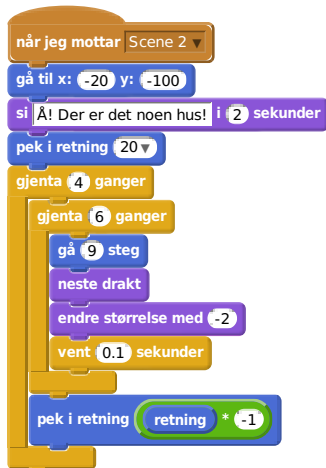 når jeg mottar Scene 2
gå til x: -20 y: -100
si Å! Der er det noen hus! i 2 sekunder
pek i retning 20
gjenta 4 ganger
gjenta 6 ganger
gå 9 steg
neste drakt
endre størrelse med -2
vent 0.1 sekunder
pek i retning retning * -1